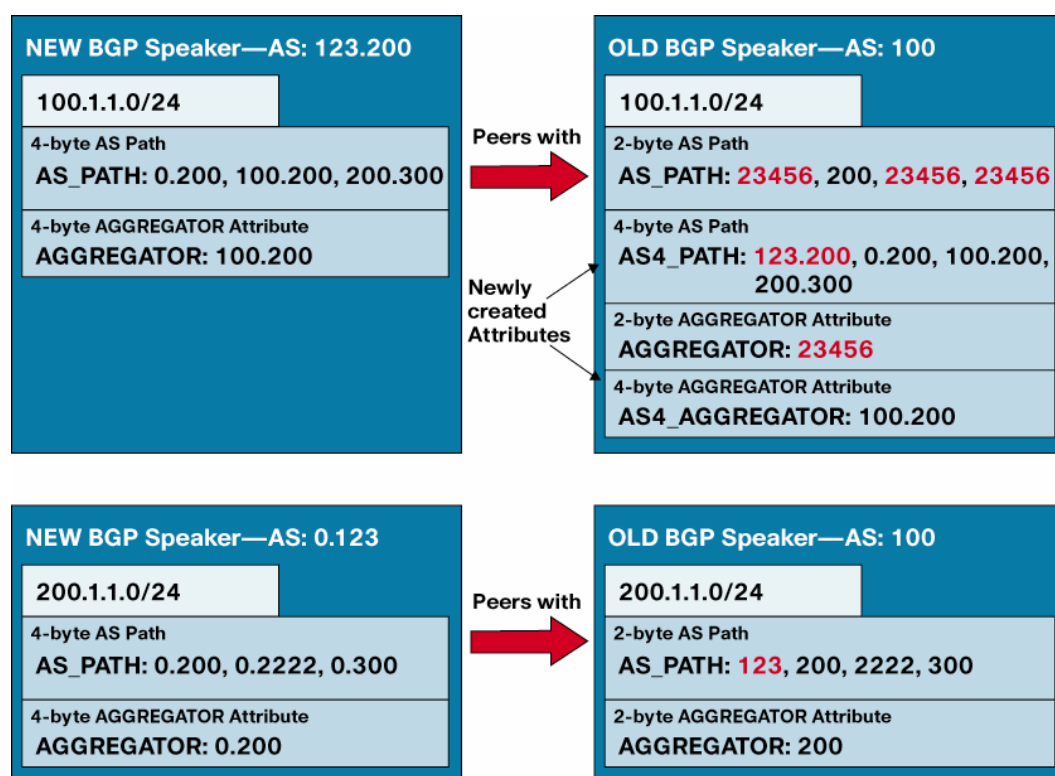 NEW BGP Speaker—AS: 123.200
100.1.1.0/24
4-byte AS Path
AS_PATH: 0.200, 100.200, 200.300
4-byte AGGREGATOR Attribute
AGGREGATOR: 100.200
Peers with
Newly
created
Attributes
OLD BGP Speaker—AS: 100
100.1.1.0/24
2-byte AS Path
AS_PATH: 23456, 200, 23456, 23456
4-byte AS Path
AS4_PATH: 123.200, 0.200, 100.200,
200.300
2-byte AGGREGATOR Attribute
AGGREGATOR: 23456
4-byte AGGREGATOR Attribute
AS4_AGGREGATOR: 100.200
NEW BGP Speaker—AS: 0.123
200.1.1.0/24
4-byte AS Path
AS_PATH: 0.200, 0.2222, 0.300
4-byte AGGREGATOR Attribute
AGGREGATOR: 0.200
Peers with
OLD BGP Speaker—AS: 100
200.1.1.0/24
2-byte AS Path
AS_PATH: 123, 200, 2222, 300
2-byte AGGREGATOR Attribute
AGGREGATOR: 200